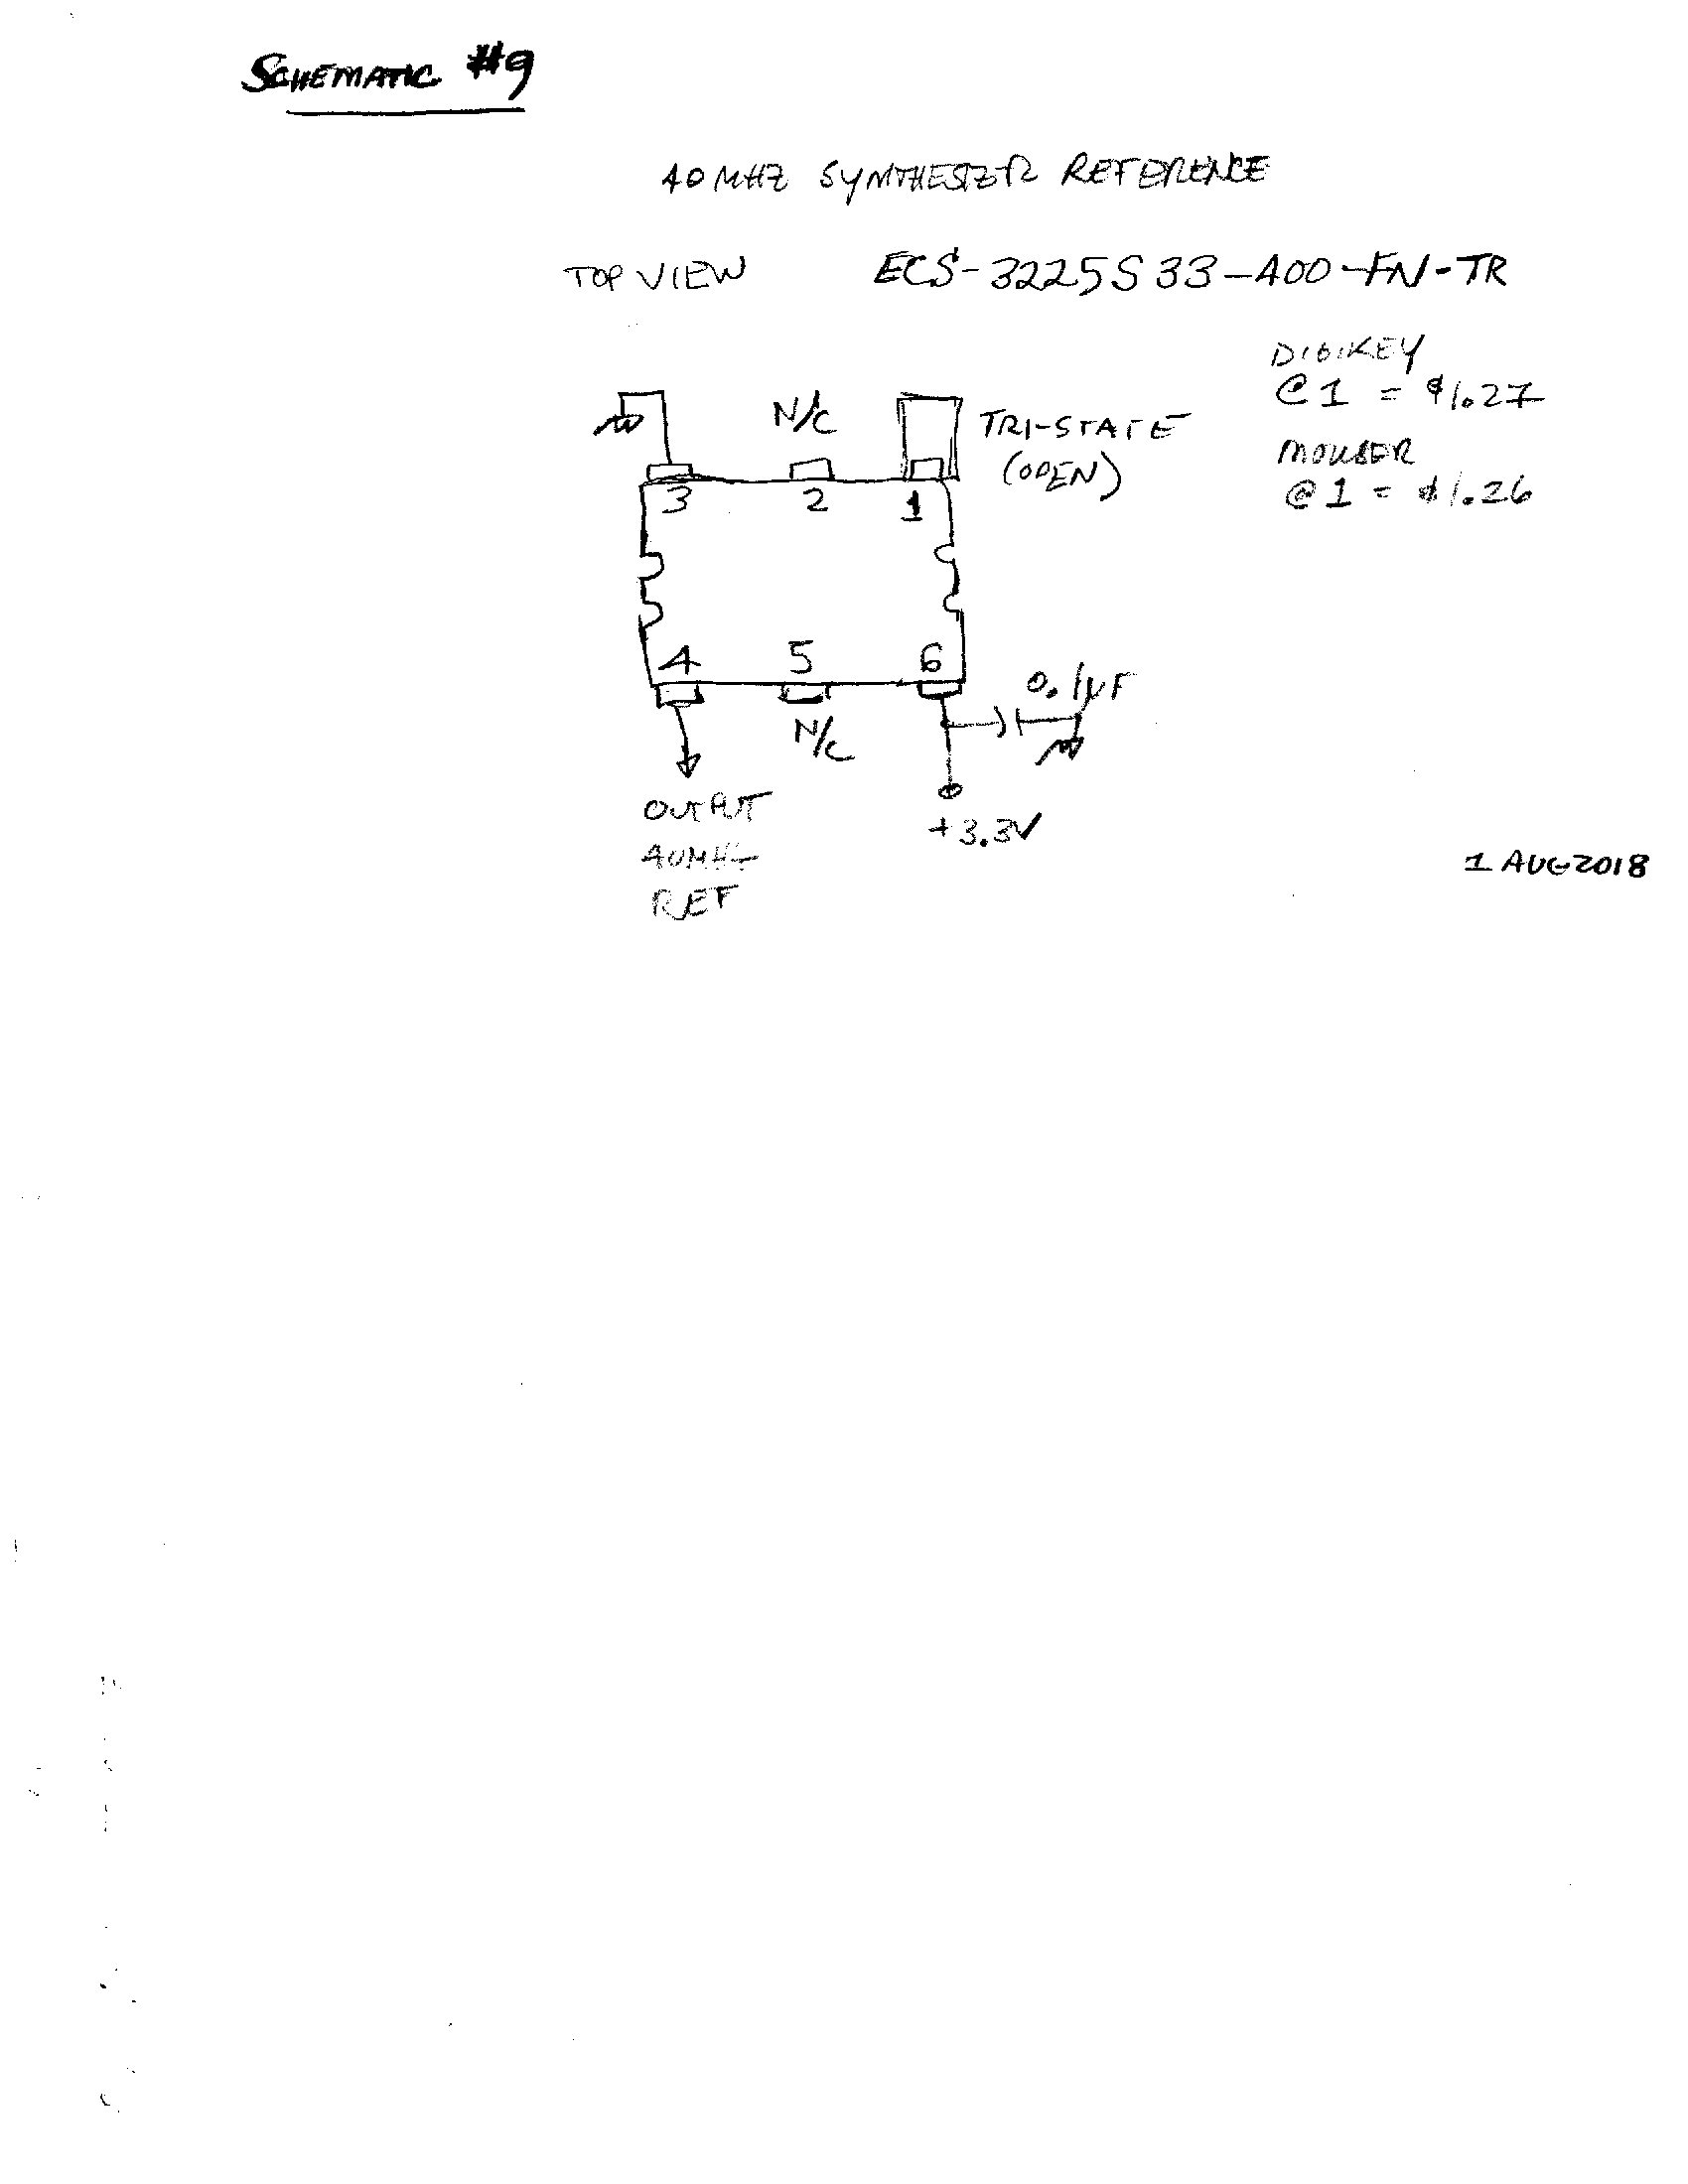 SCHEMATIC #9
40 MHZ SYNTHESIZER REFERENCE
TOP VIEW ECS-3225S33-400-FN-TR
DIGIKEY
@ 1 = $1.27
MOUSER
@ 1 = $1.26
N/C
TRI-STATE
(OPEN)
3 2 1
4 5 6
0.1µF
N/C
OUTPUT
40MHZ
REF
+3.3V
1 AUG 2018